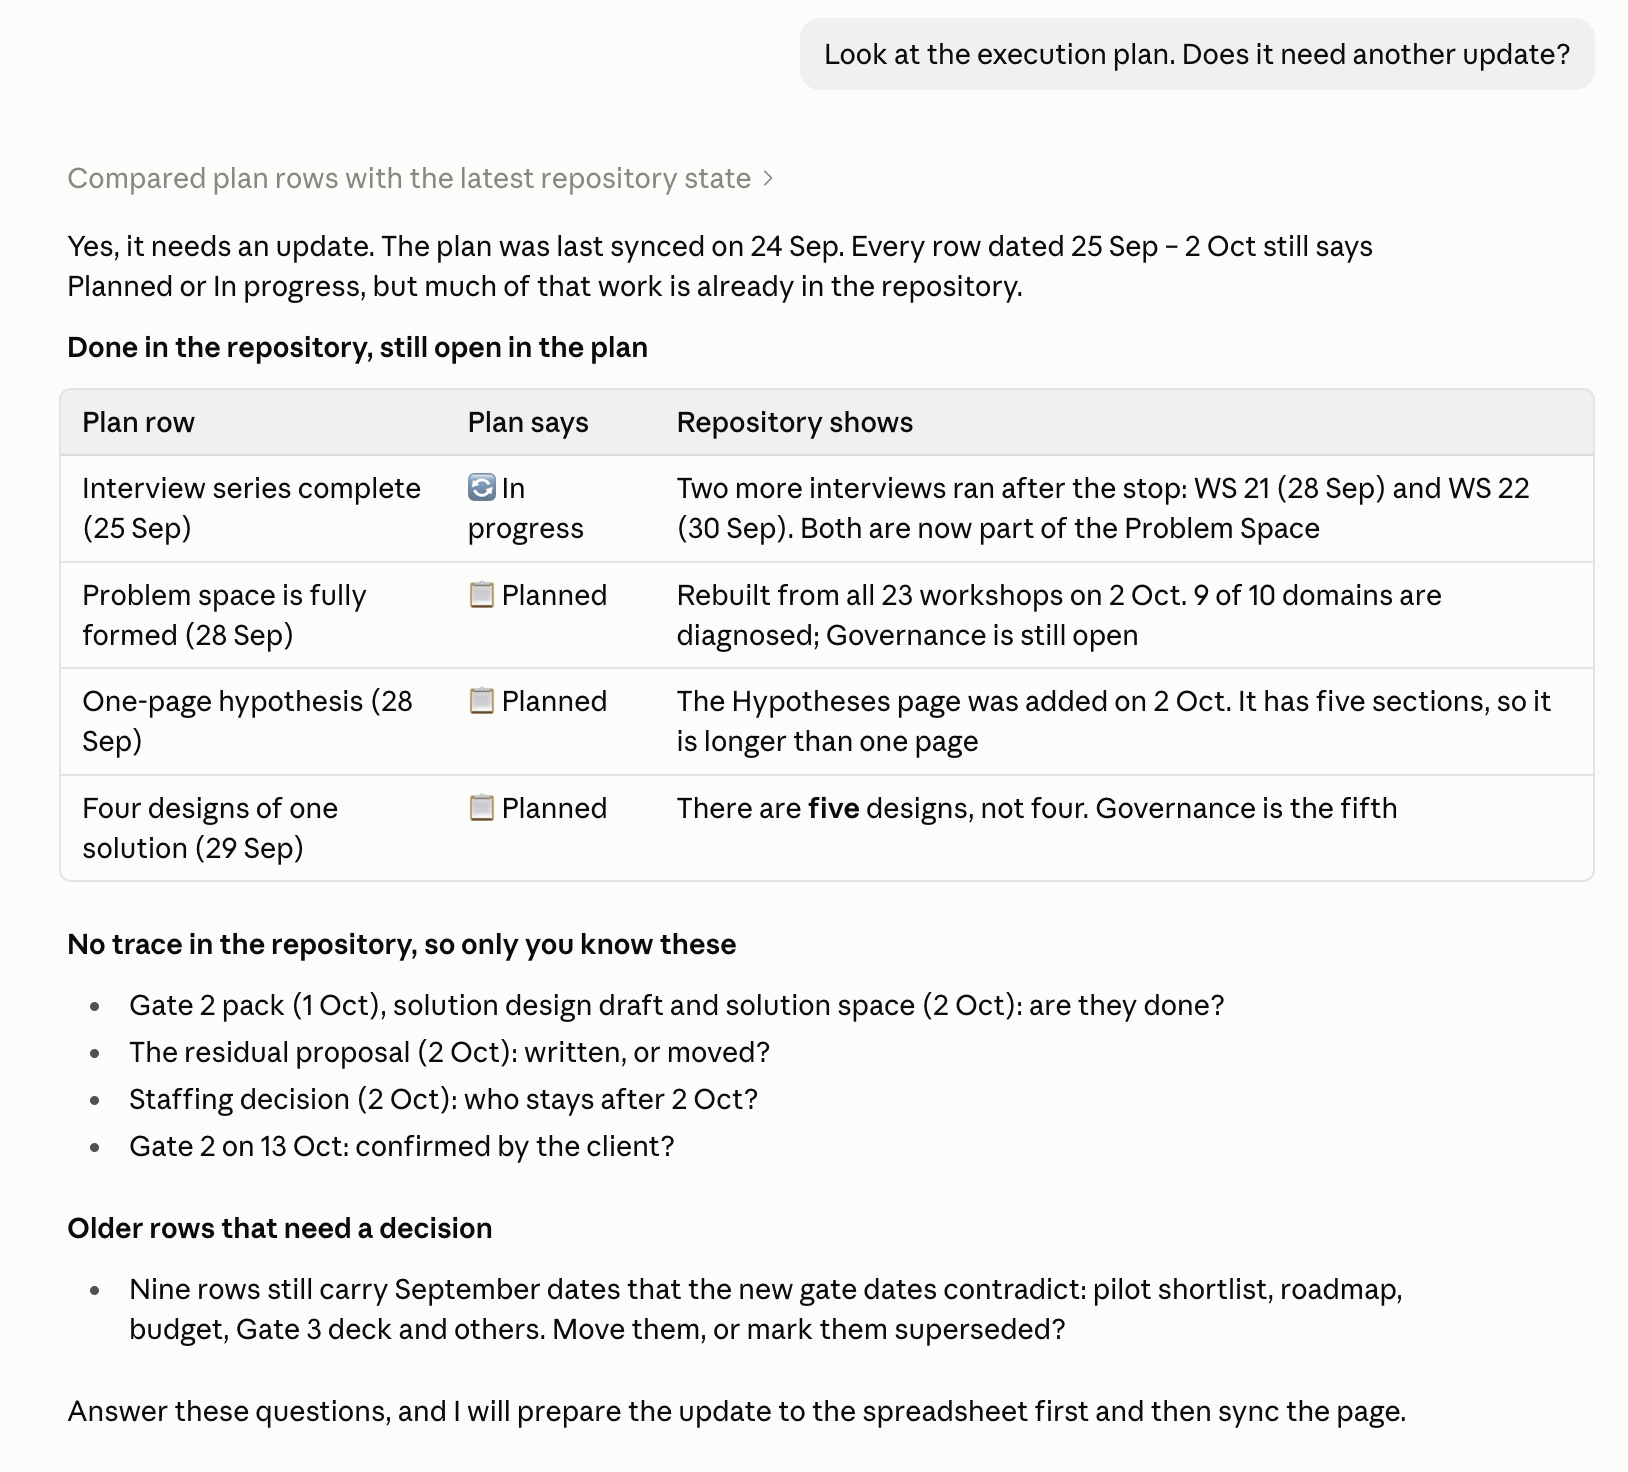 Look at the execution plan. Does it need another update?
Compared plan rows with the latest repository state
Yes, it needs an update. The plan was last synced on 24 Sep. Every row dated 25 Sep – 2 Oct still says
Planned or In progress, but much of that work is already in the repository.
Done in the repository, still open in the plan
Plan row Plan says Repository shows
Interview series complete
(25 Sep)
In
progress
Two more interviews ran after the stop: WS 21 (28 Sep) and WS 22
(30 Sep). Both are now part of the Problem Space
Problem space is fully
formed (28 Sep)
Planned
Rebuilt from all 23 workshops on 2 Oct. 9 of 10 domains are
diagnosed; Governance is still open
One-page hypothesis (28
Sep)
Planned
The Hypotheses page was added on 2 Oct. It has five sections, so it
is longer than one page
Four designs of one
solution (29 Sep)
Planned
There are five designs, not four. Governance is the fifth
No trace in the repository, so only you know these
• Gate 2 pack (1 Oct), solution design draft and solution space (2 Oct): are they done?
• The residual proposal (2 Oct): written, or moved?
• Staffing decision (2 Oct): who stays after 2 Oct?
• Gate 2 on 13 Oct: confirmed by the client?
Older rows that need a decision
• Nine rows still carry September dates that the new gate dates contradict: pilot shortlist, roadmap,
budget, Gate 3 deck and others. Move them, or mark them superseded?
Answer these questions, and I will prepare the update to the spreadsheet first and then sync the page.